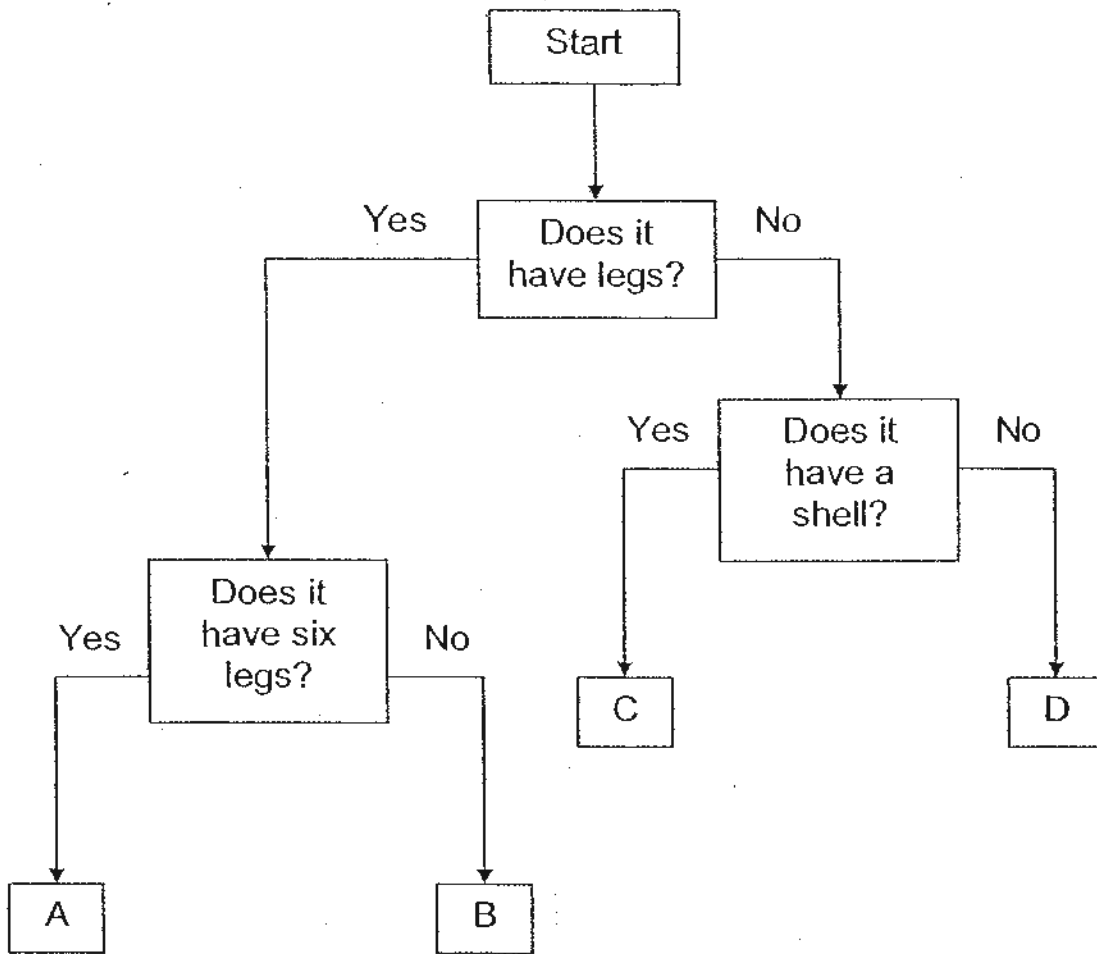 Start
Yes
Does it
have legs?
No
Yes
Does it
have a
shell?
No
Yes
Does it
have six
legs?
No
C
D
A
B